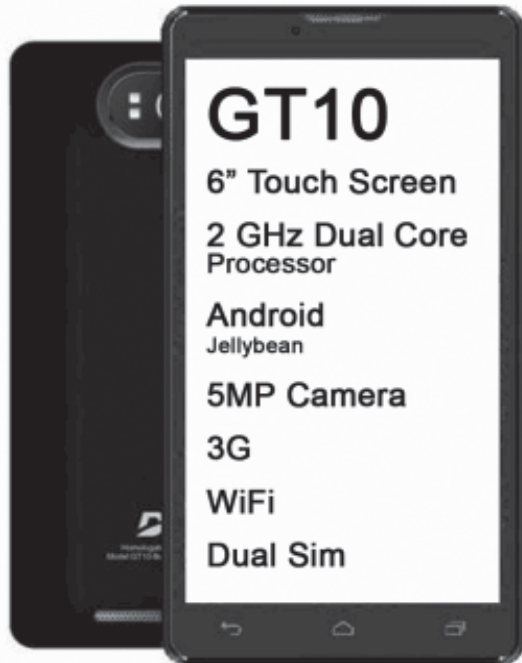 GT10
6” Touch Screen
2 GHz Dual Core
Processor
Android
Jellybean
5MP Camera
3G
WiFi
Dual Sim